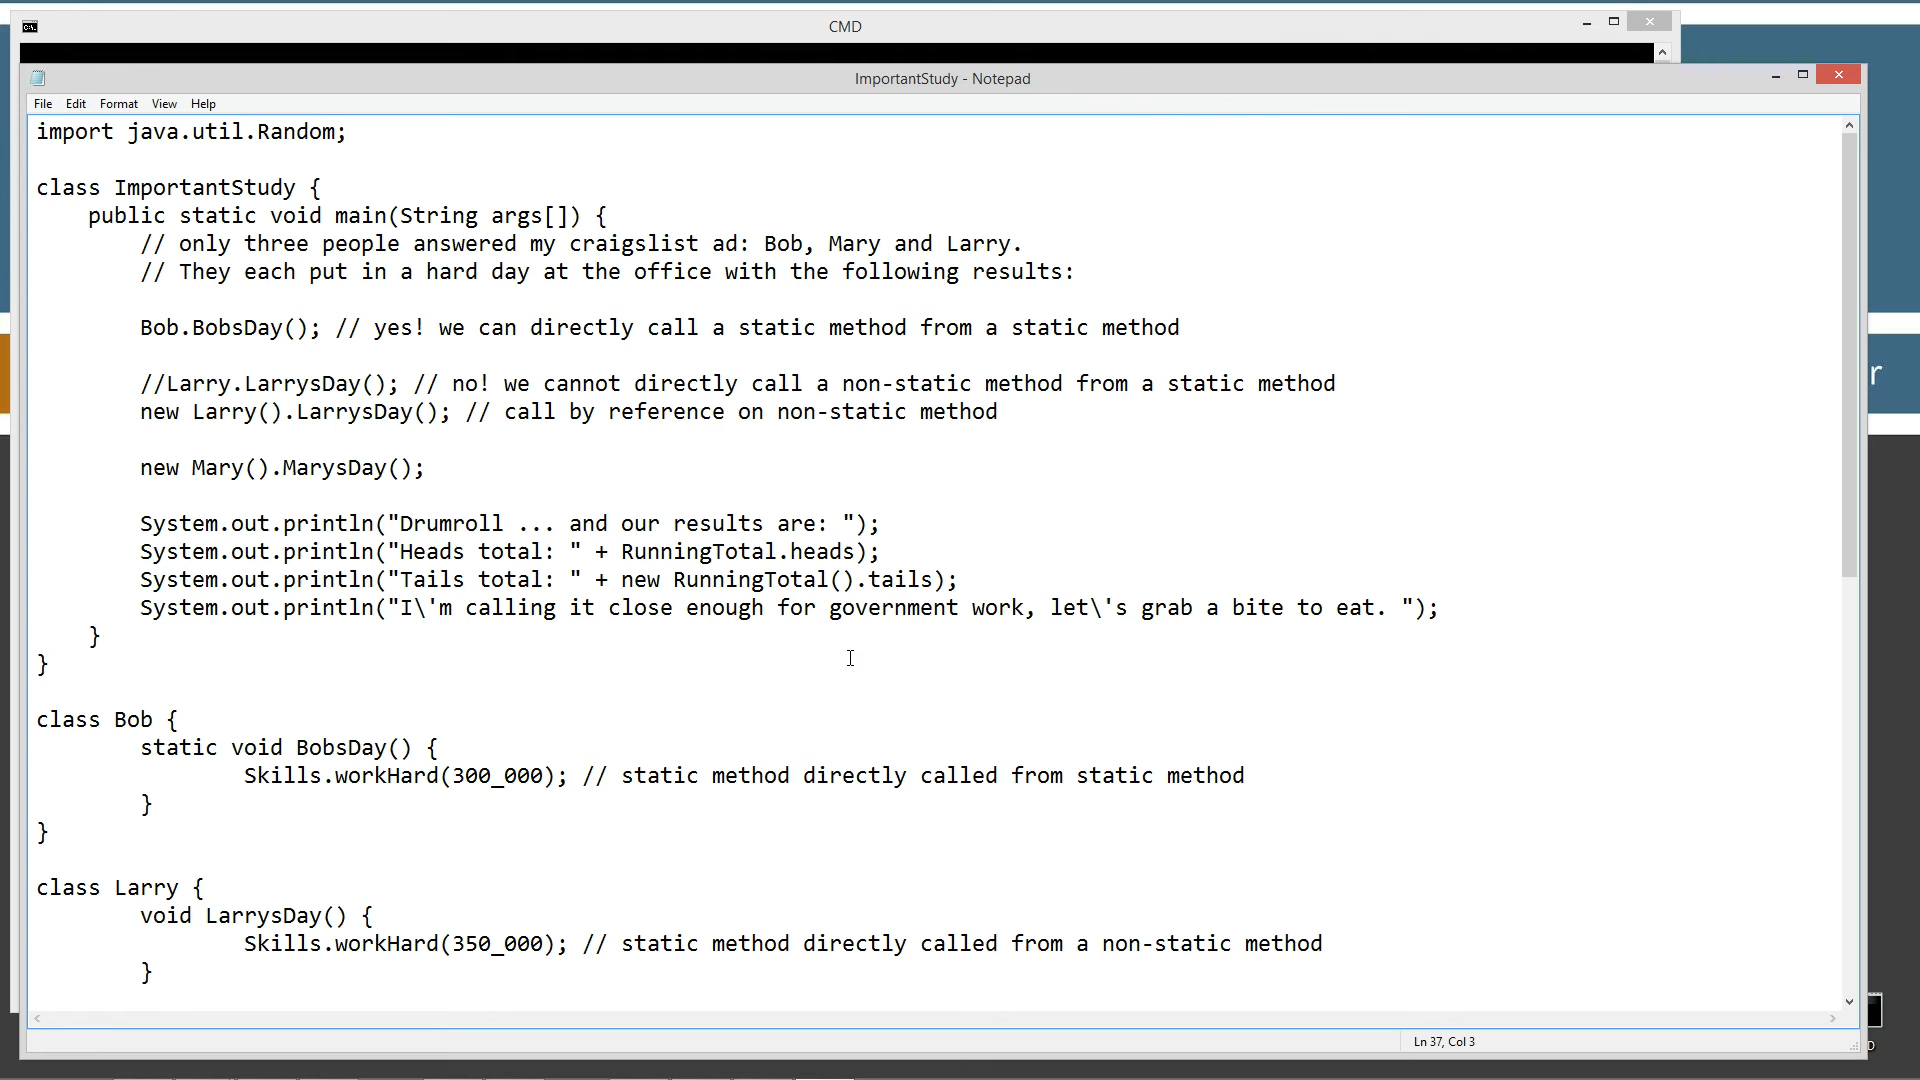 CMD
ImportantStudy - Notepad
File Edit Format View Help
import java.util.Random;
class ImportantStudy {
public static void main(String args[]) {
// only three people answered my craigslist ad: Bob, Mary and Larry.
// They each put in a hard day at the office with the following results:
Bob.BobsDay(); // yes! we can directly call a static method from a static method
//Larry.LarrysDay(); // no! we cannot directly call a non-static method from a static method
new Larry().LarrysDay(); // call by reference on non-static method
new Mary().MarysDay();
System.out.println("Drumroll ... and our results are: ");
System.out.println("Heads total: " + RunningTotal.heads);
System.out.println("Tails total: " + new RunningTotal().tails);
System.out.println("I\'m calling it close enough for government work, let\'s grab a bite to eat. ");
}
}
class Bob {
static void BobsDay() {
Skills.workHard(300_000); // static method directly called from static method
}
}
class Larry {
void LarrysDay() {
Skills.workHard(350_000); // static method directly called from a non-static method
}
Ln 37, Col 3